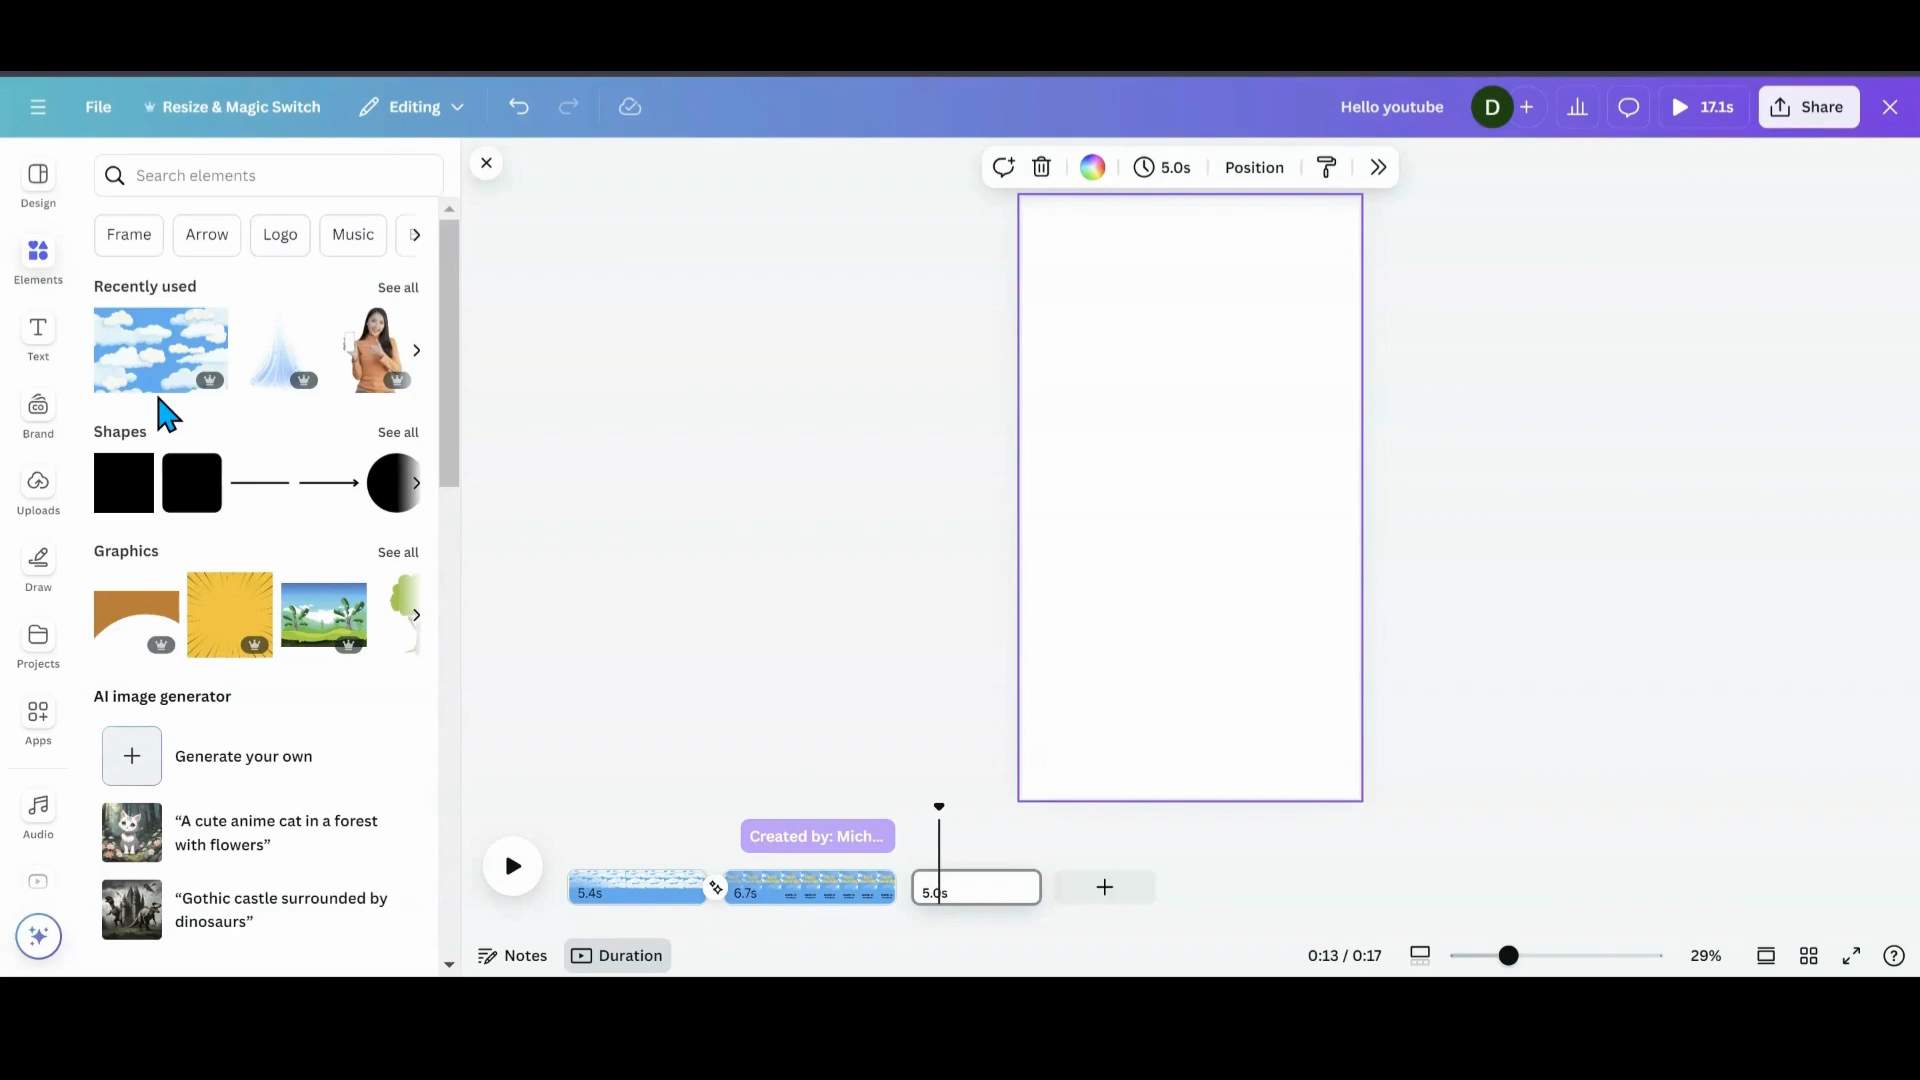 File
Resize & Magic Switch
Editing
Hello youtube
D
17.1s
Share
Design
Elements
Text
Brand
Uploads
Draw
Projects
Apps
Audio
Search elements
Frame
Arrow
Logo
Music
Recently used
See all
Shapes
See all
Graphics
See all
AI image generator
Generate your own
“A cute anime cat in a forest
with flowers”
“Gothic castle surrounded by
dinosaurs”
5.0s
Position
Created by: Mich...
5.4s
6.7s
5.0s
Notes
Duration
0:13 / 0:17
29%